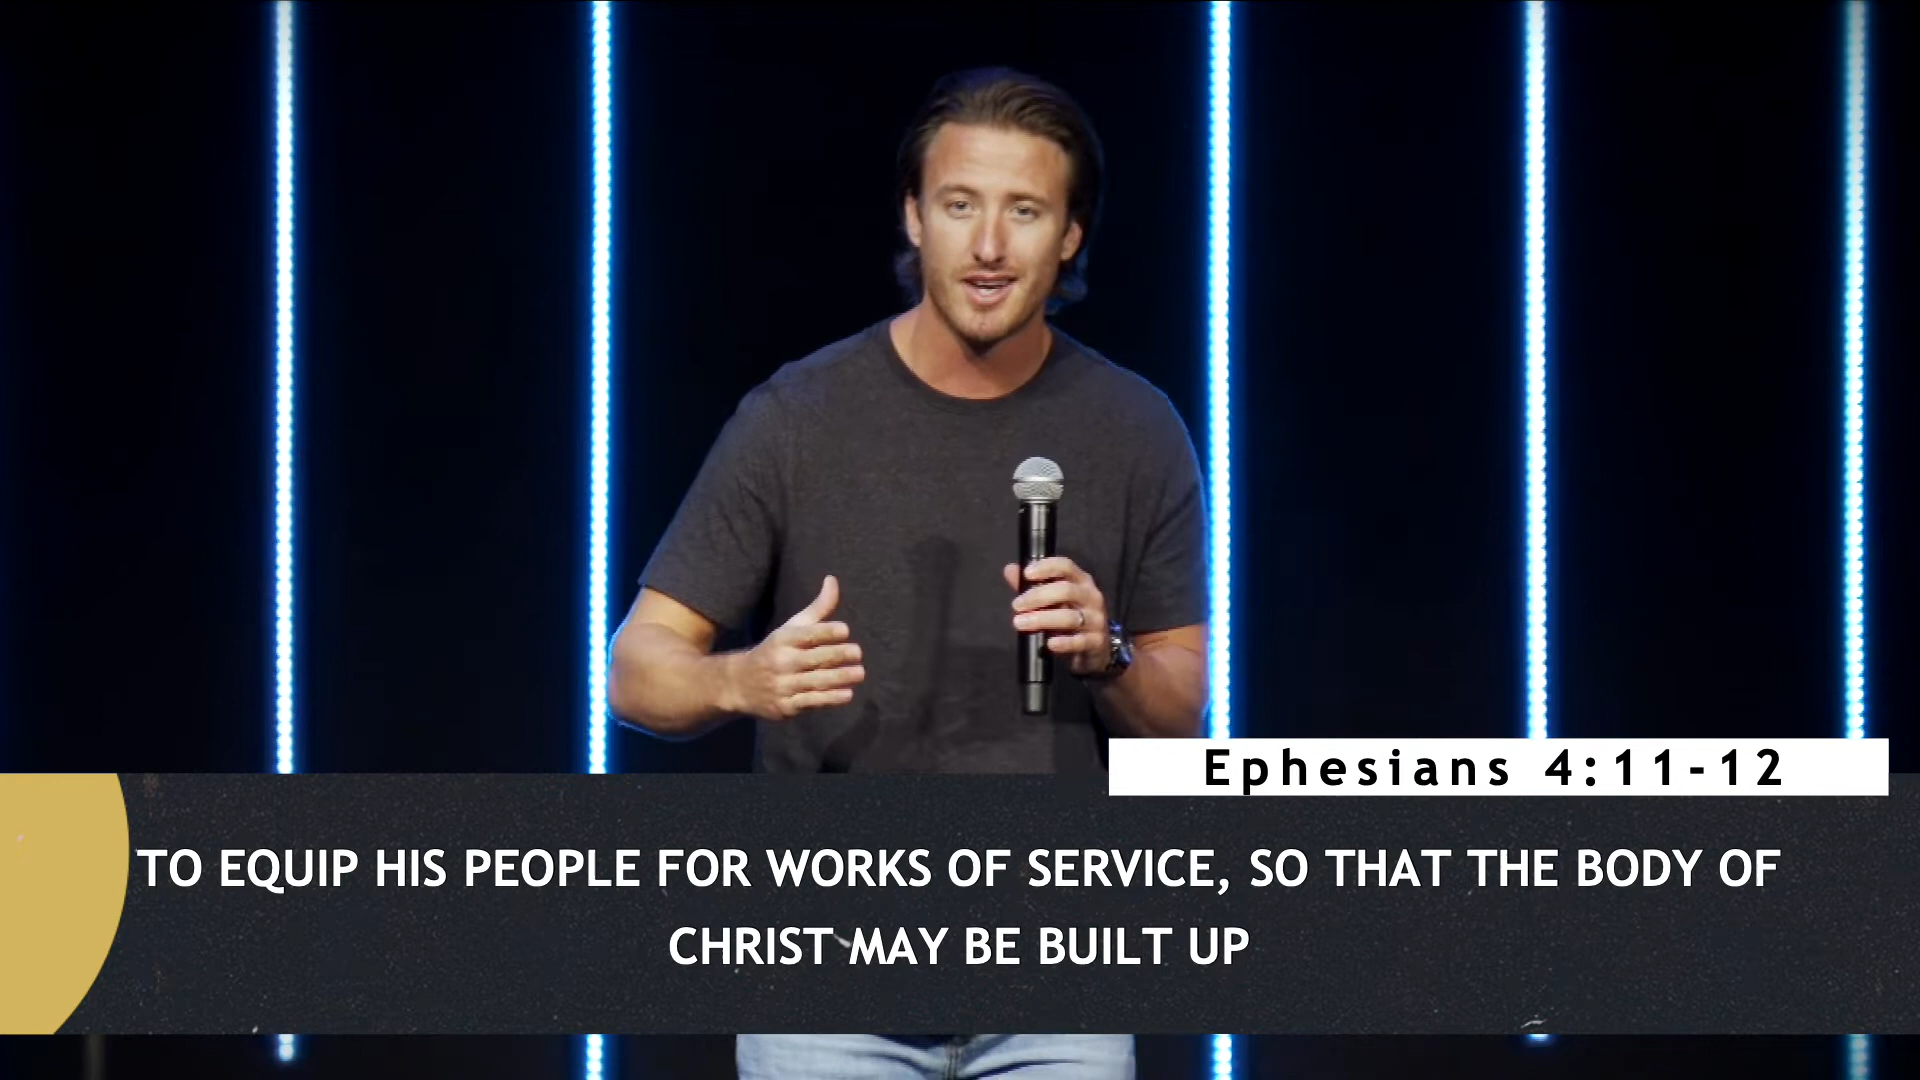 Ephesians 4:11-12
TO EQUIP HIS PEOPLE FOR WORKS OF SERVICE, SO THAT THE BODY OF
CHRIST MAY BE BUILT UP